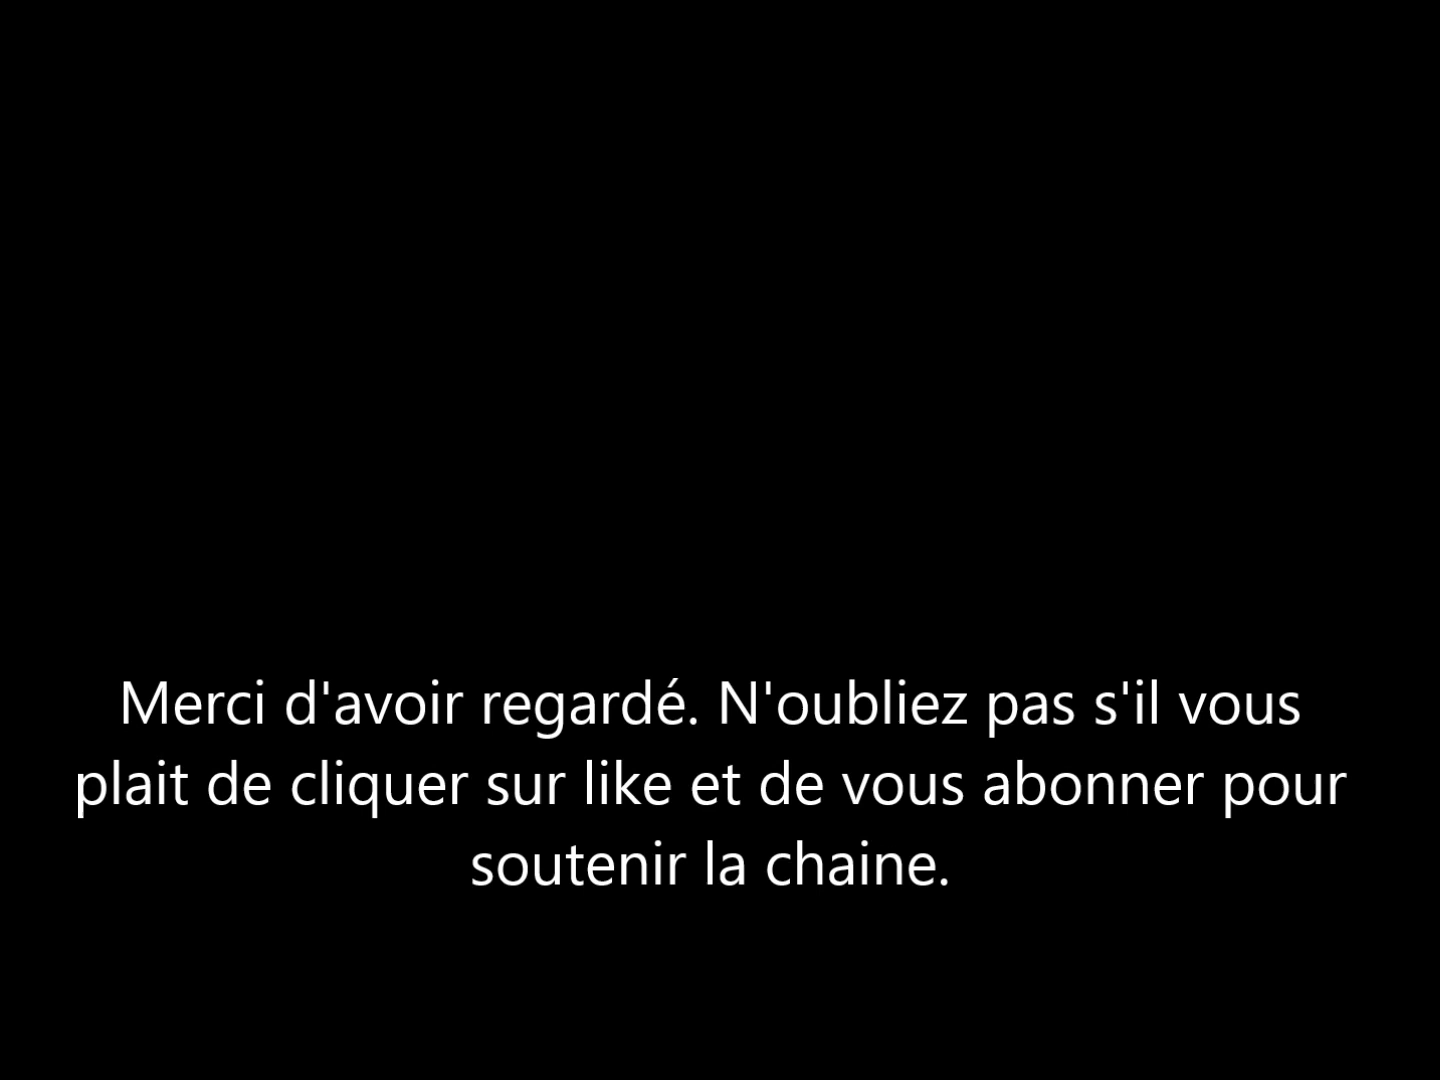 Merci d'avoir regardé. N'oubliez pas s'il vous
plait de cliquer sur like et de vous abonner pour
soutenir la chaine.